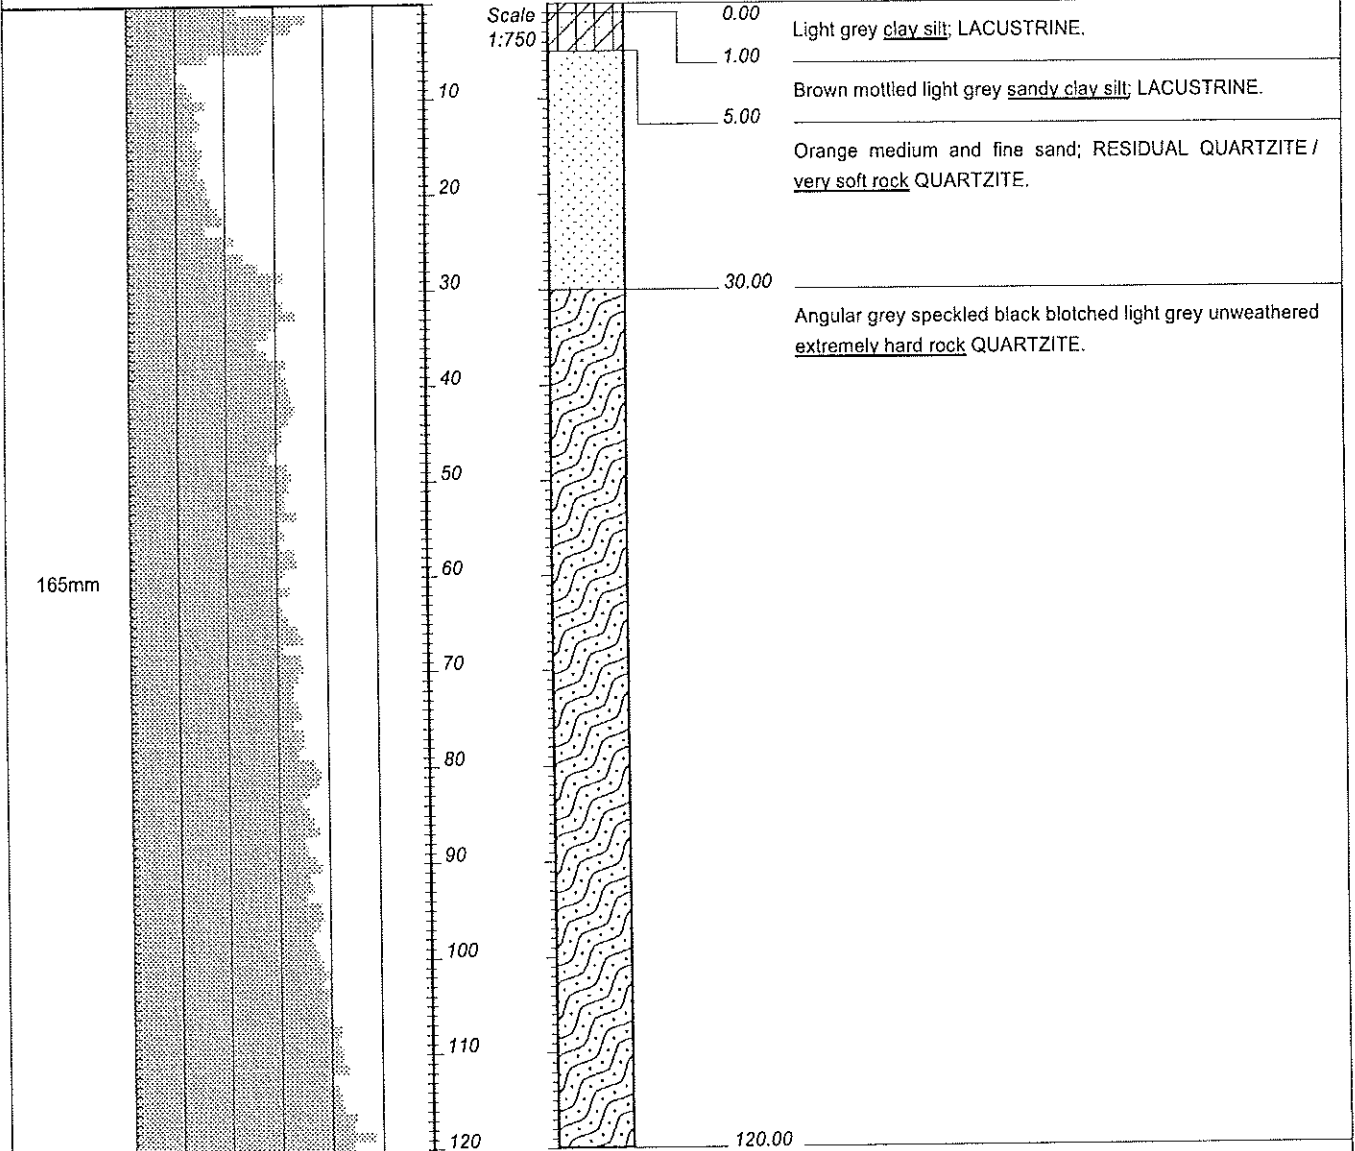 Scale
1:750
0.00
Light grey clay silt; LACUSTRINE.
1.00
Brown mottled light grey sandy clay silt; LACUSTRINE.
5.00
Orange medium and fine sand; RESIDUAL QUARTZITE /
very soft rock QUARTZITE.
30.00
Angular grey speckled black blotched light grey unweathered
extremely hard rock QUARTZITE.
120.00
165mm
10
20
30
40
50
60
70
80
90
100
110
120